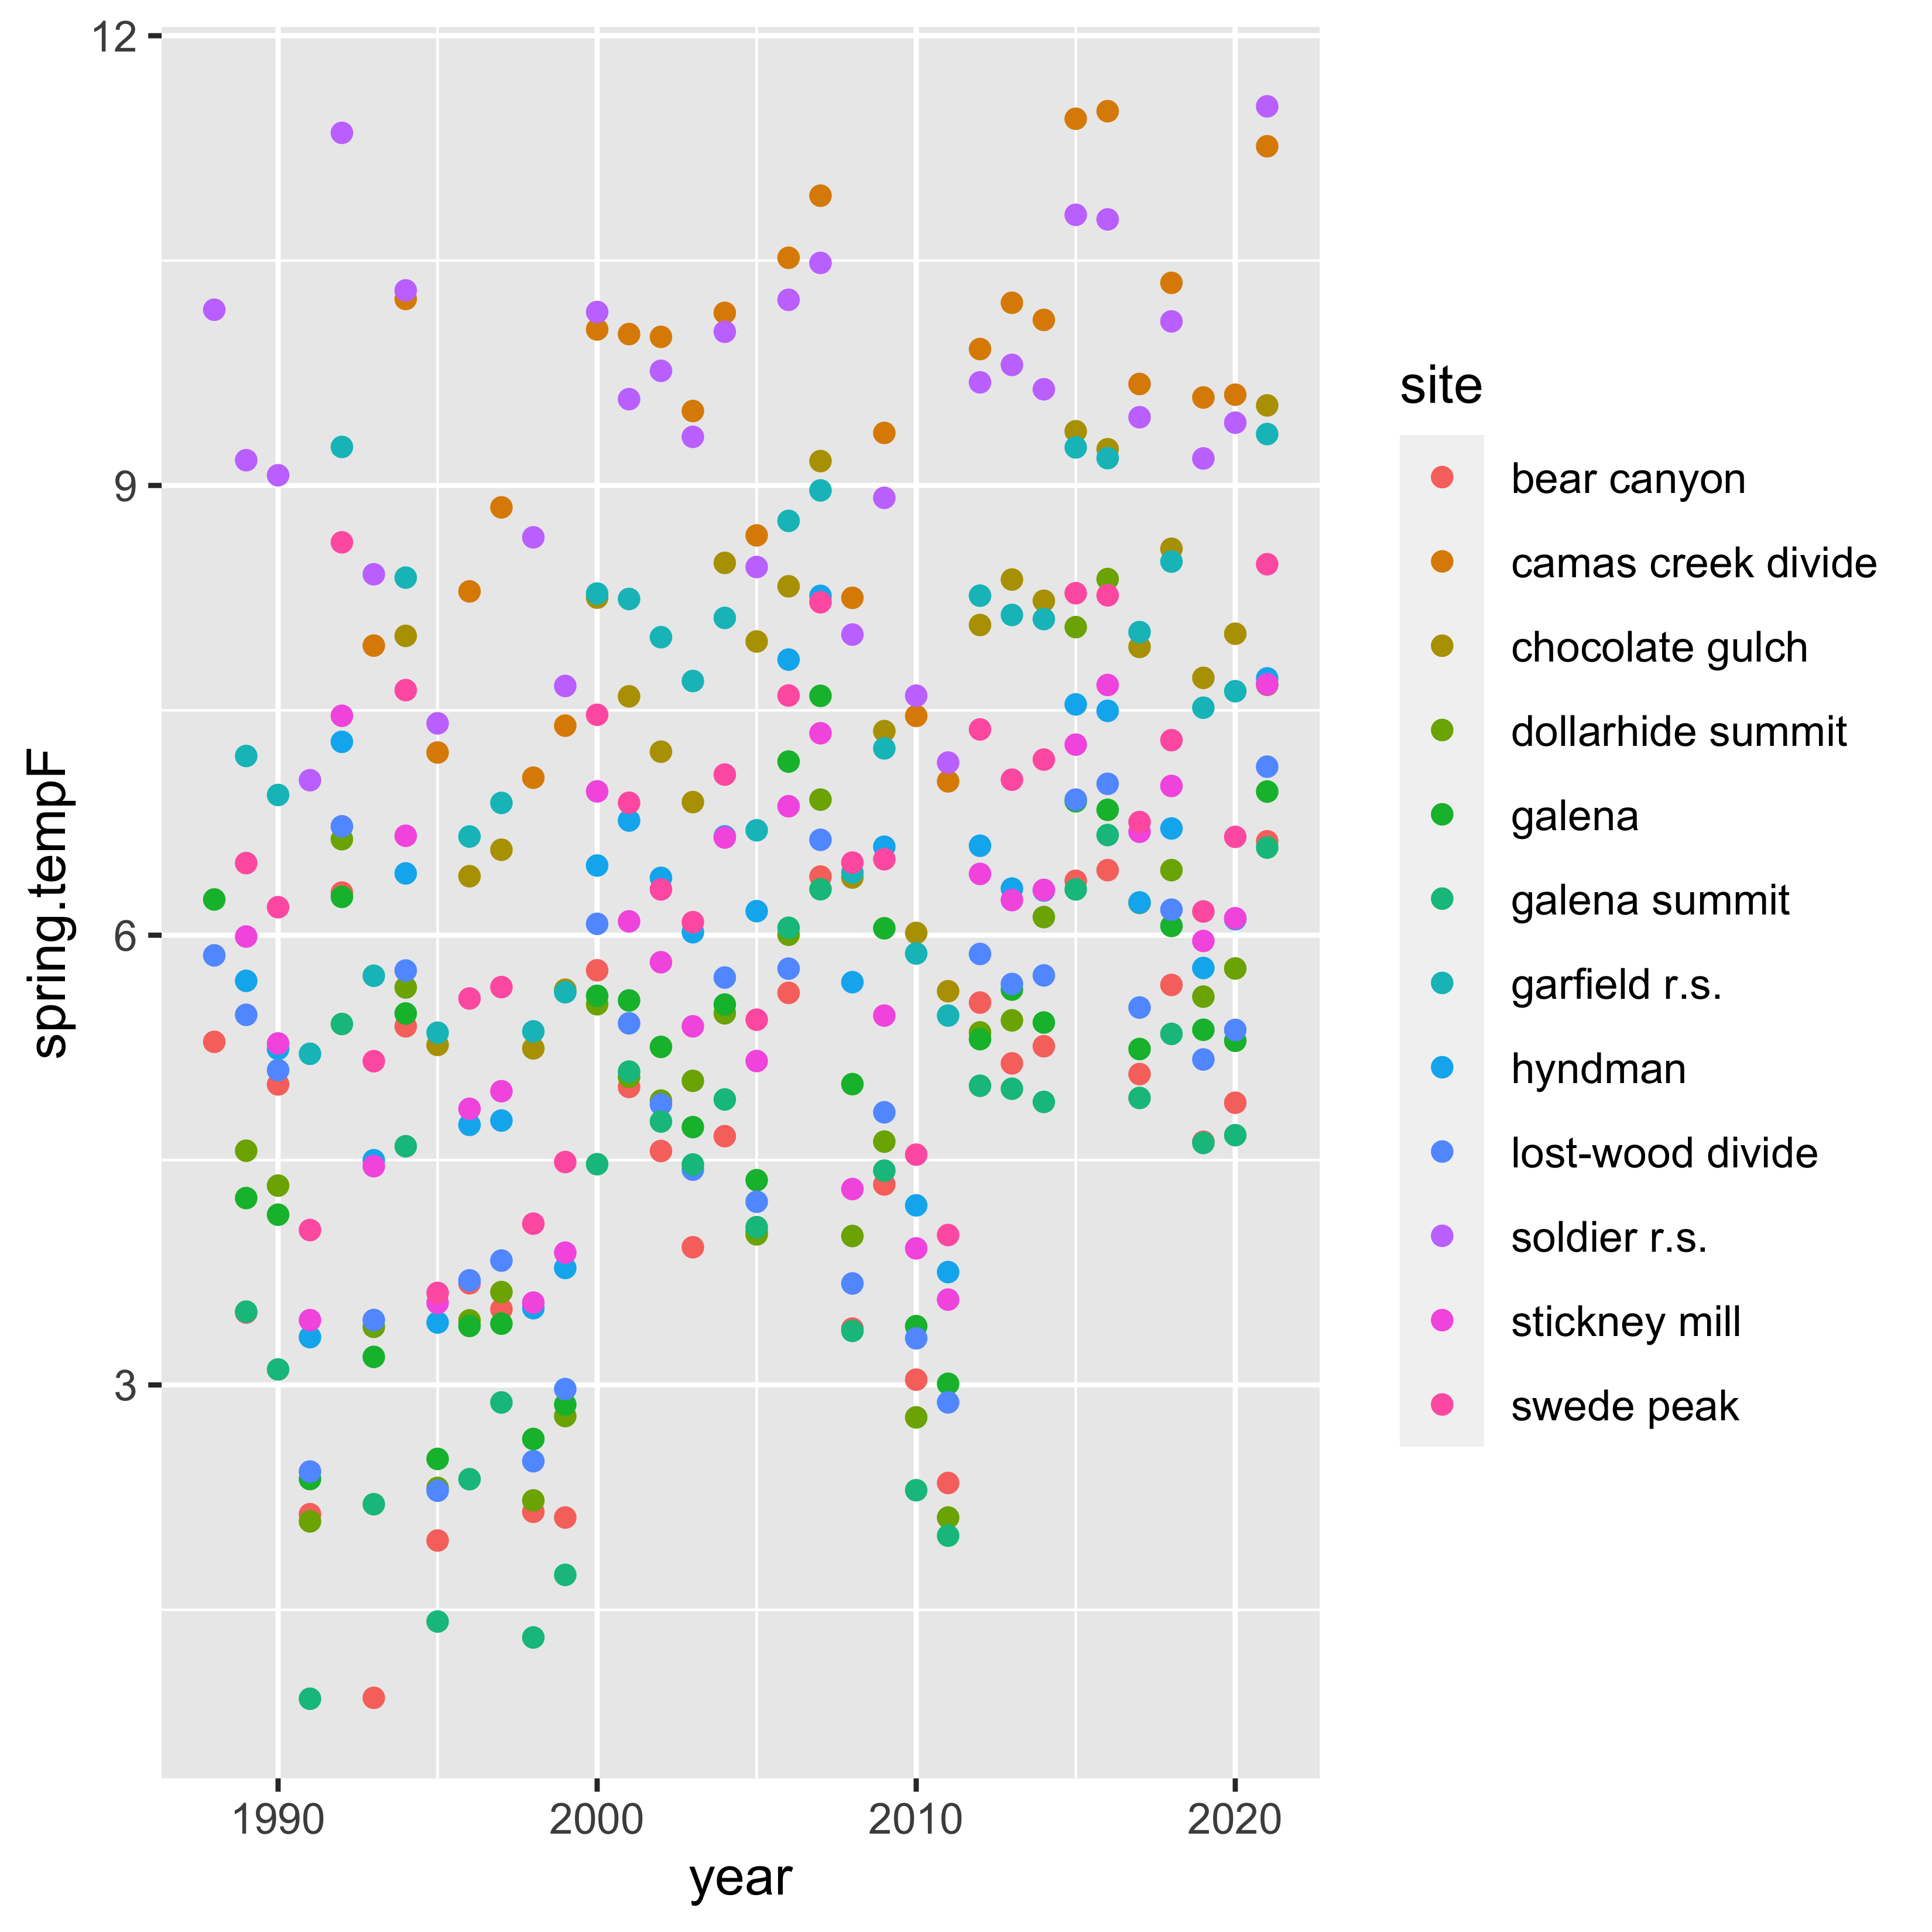 12
9
6
3
spring.tempF
1990 2000 2010 2020
year
site
bear canyon
camas creek divide
chocolate gulch
dollarhide summit
galena
galena summit
garfield r.s.
hyndman
lost-wood divide
soldier r.s.
stickney mill
swede peak